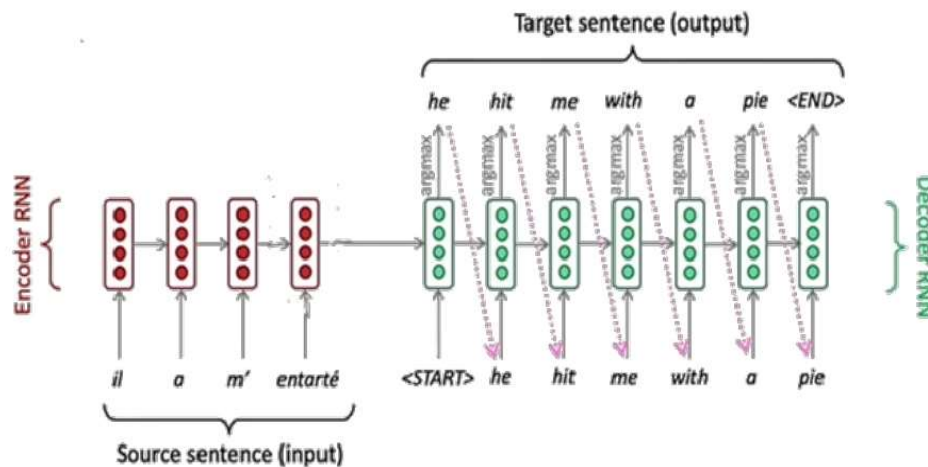 Target sentence (output)
he hit me with a pie <END>
argmax argmax argmax argmax argmax argmax argmax
Encoder RNN
Decoder RNN
il a m' entarté <START> he hit me with a pie
Source sentence (input)